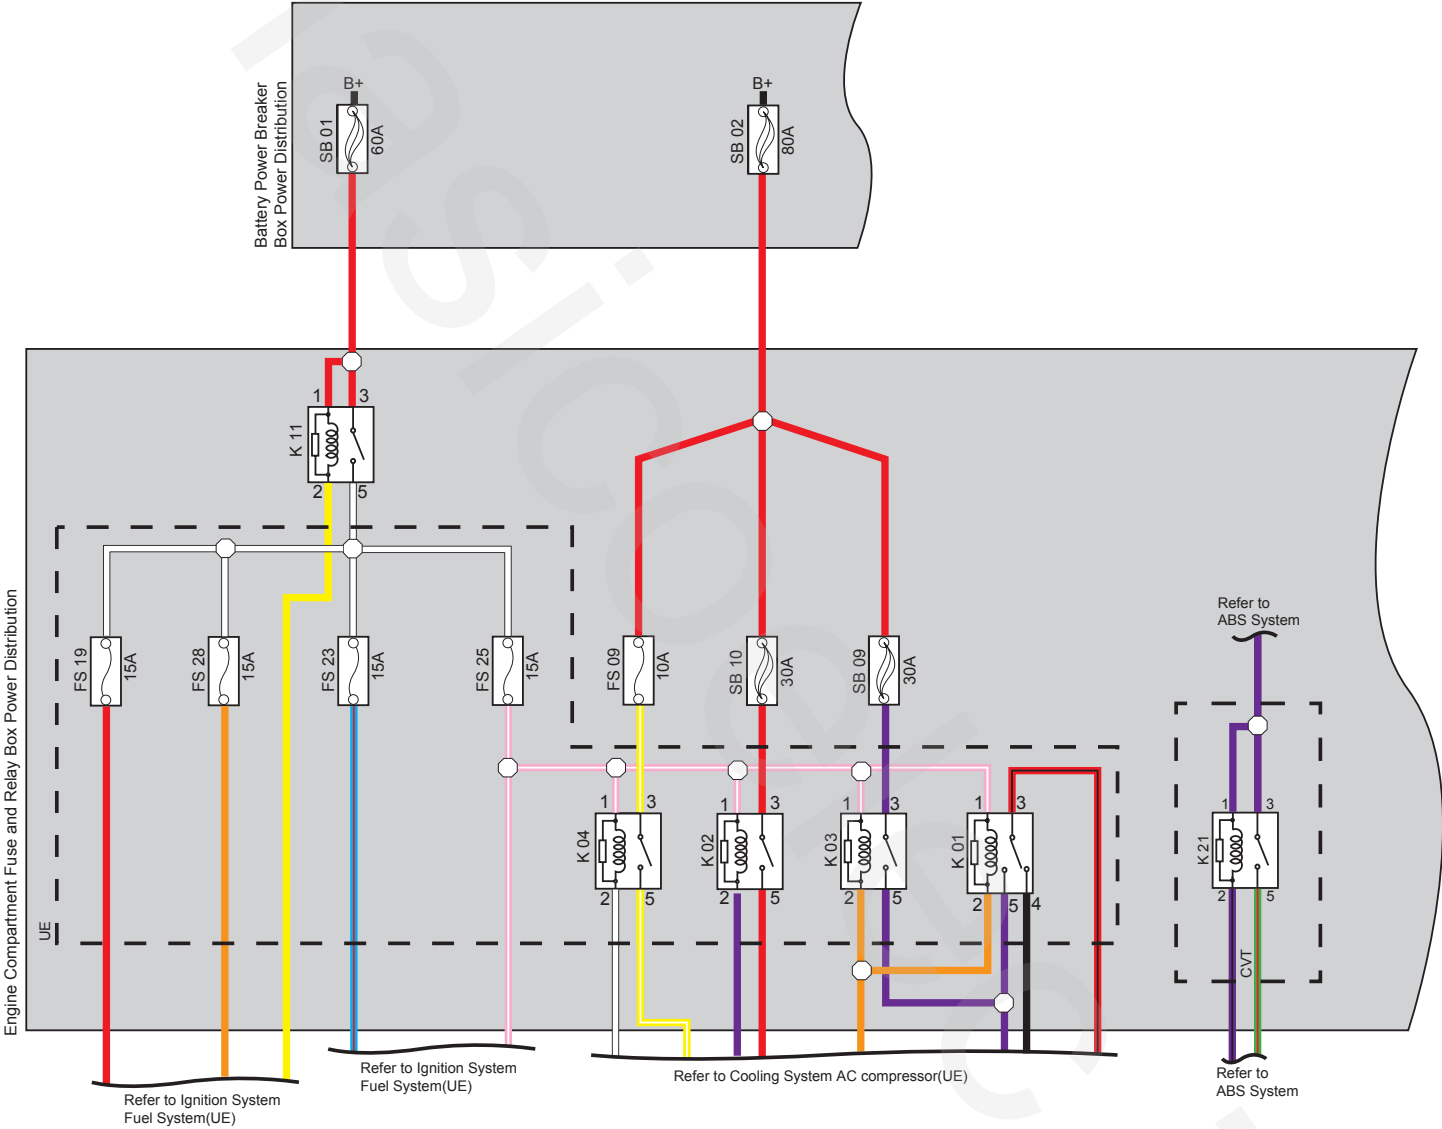 Battery Power Breaker
Box Power Distribution
B+
SB 01
60A
B+
SB 02
80A
Engine Compartment Fuse and Relay Box Power Distribution
1
3
K 11
2
5
FS 19
15A
FS 28
15A
FS 23
15A
FS 25
15A
FS 09
10A
SB 10
30A
SB 09
30A
Refer to
ABS System
1
3
K 04
2
5
1
3
K 02
2
5
1
3
K 03
2
5
1
3
K 01
2
5
4
1
3
K 21
2
5
UE
CVT
Refer to Ignition System
Fuel System(UE)
Refer to Ignition System
Fuel System(UE)
Refer to Cooling System AC compressor(UE)
Refer to
ABS System